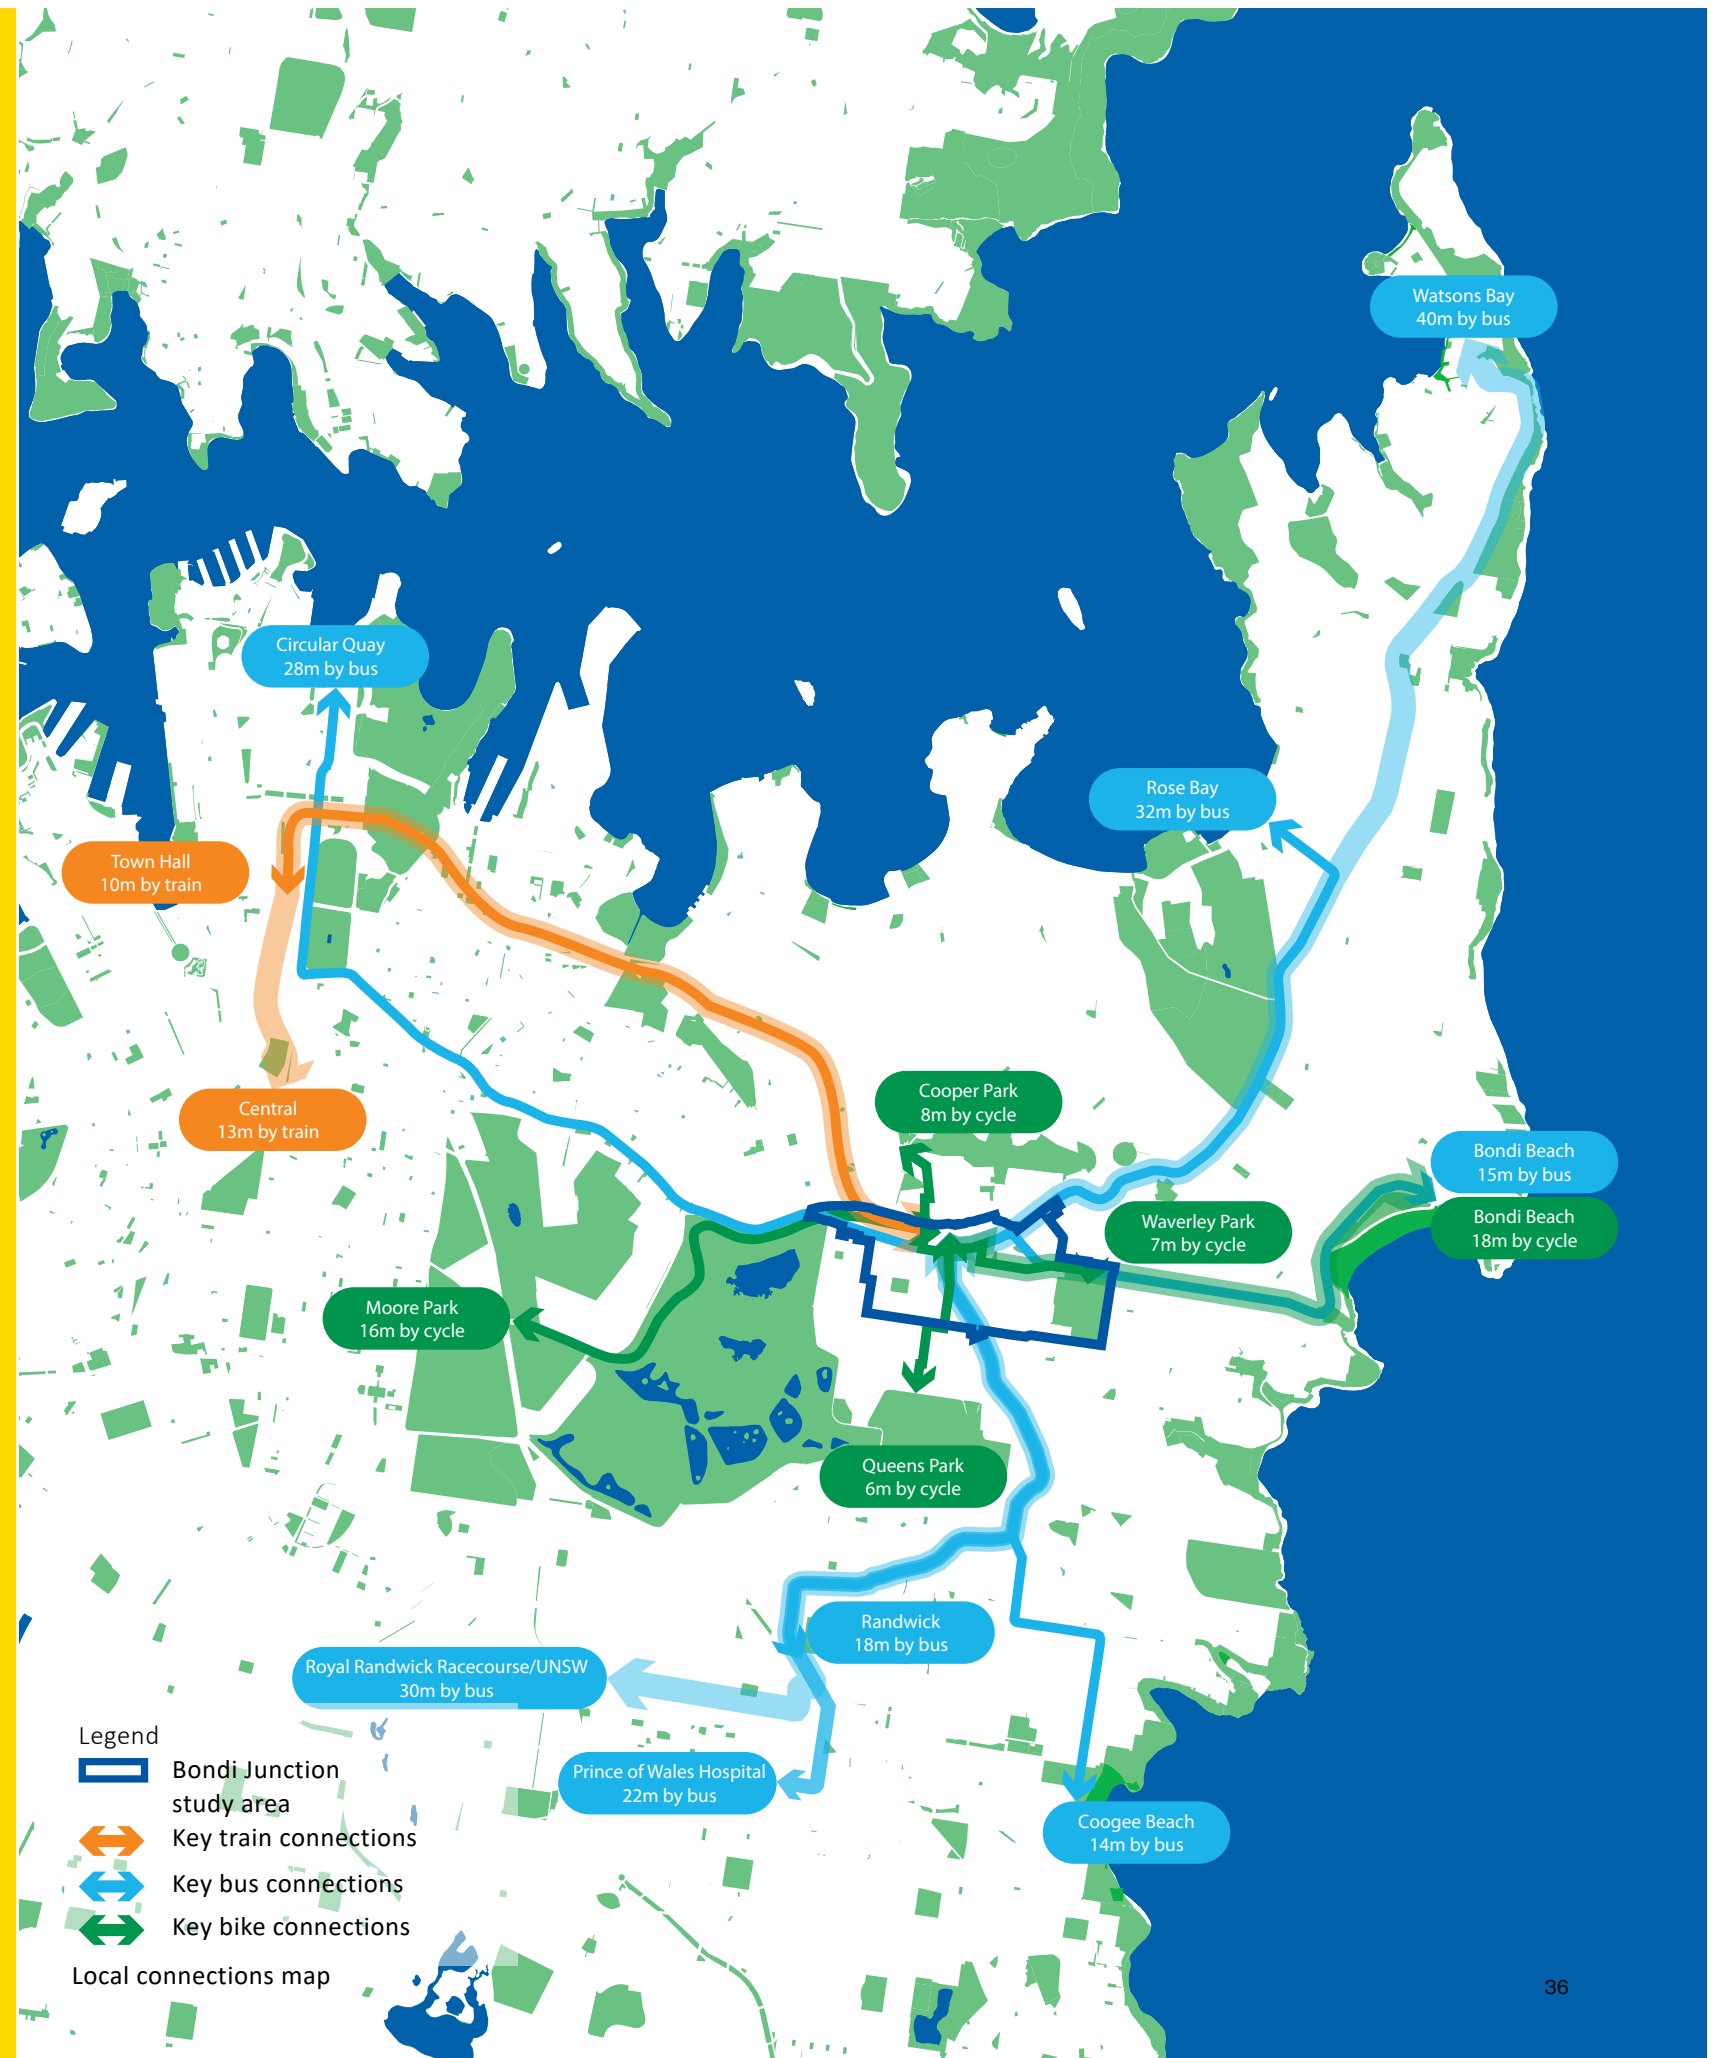 Watsons Bay
40m by bus
Circular Quay
28m by bus
Rose Bay
32m by bus
Town Hall
10m by train
Cooper Park
8m by cycle
Central
13m by train
Bondi Beach
15m by bus
Waverley Park
7m by cycle
Bondi Beach
18m by cycle
Moore Park
16m by cycle
Queens Park
6m by cycle
Randwick
18m by bus
Royal Randwick Racecourse/UNSW
30m by bus
Prince of Wales Hospital
22m by bus
Coogee Beach
14m by bus
Legend
Bondi Junction
study area
Key train connections
Key bus connections
Key bike connections
Local connections map
36